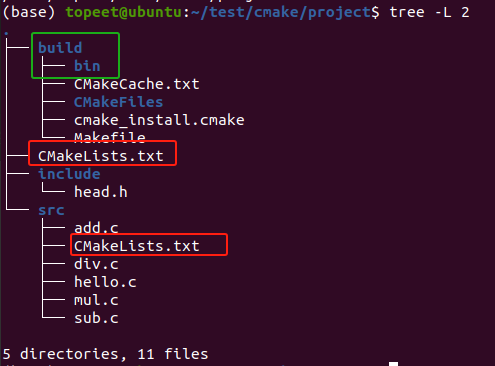 (base) topeet@ubuntu:~/test/cmake/project$ tree -L 2
.
├── build
│   ├── bin
│   ├── CMakeCache.txt
│   ├── CMakeFiles
│   ├── cmake_install.cmake
│   └── Makefile
├── CMakeLists.txt
├── include
│   └── head.h
└── src
    ├── add.c
    ├── CMakeLists.txt
    ├── div.c
    ├── hello.c
    ├── mul.c
    └── sub.c
5 directories, 11 files